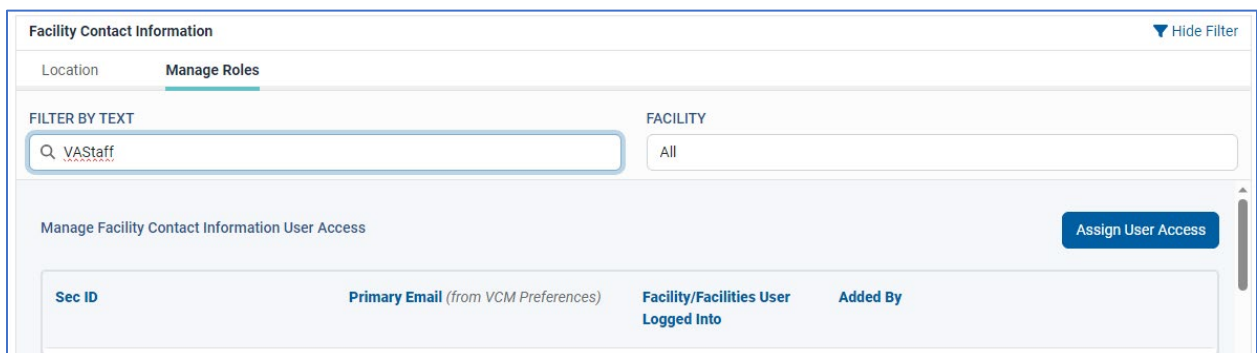 Facility Contact Information
Hide Filter
Location
Manage Roles
FILTER BY TEXT
FACILITY
VAStaff
All
Manage Facility Contact Information User Access
Assign User Access
Sec ID
Primary Email (from VCM Preferences)
Facility/Facilities User
Logged Into
Added By